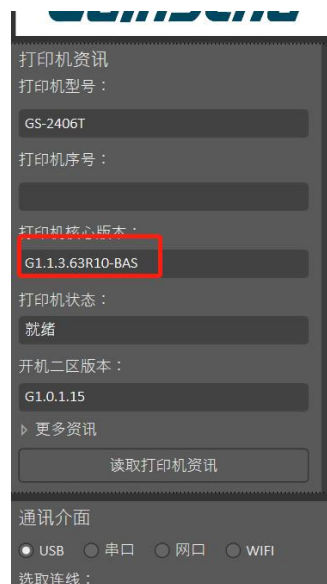 打印机资讯
打印机型号：
GS-2406T
打印机序号：
打印机核心版本：
G1.1.3.63R10-BAS
打印机状态：
就绪
开机二区版本：
G1.0.1.15
更多资讯
读取打印机资讯
通讯介面
USB 串口 网口 WIFI
选取连线：